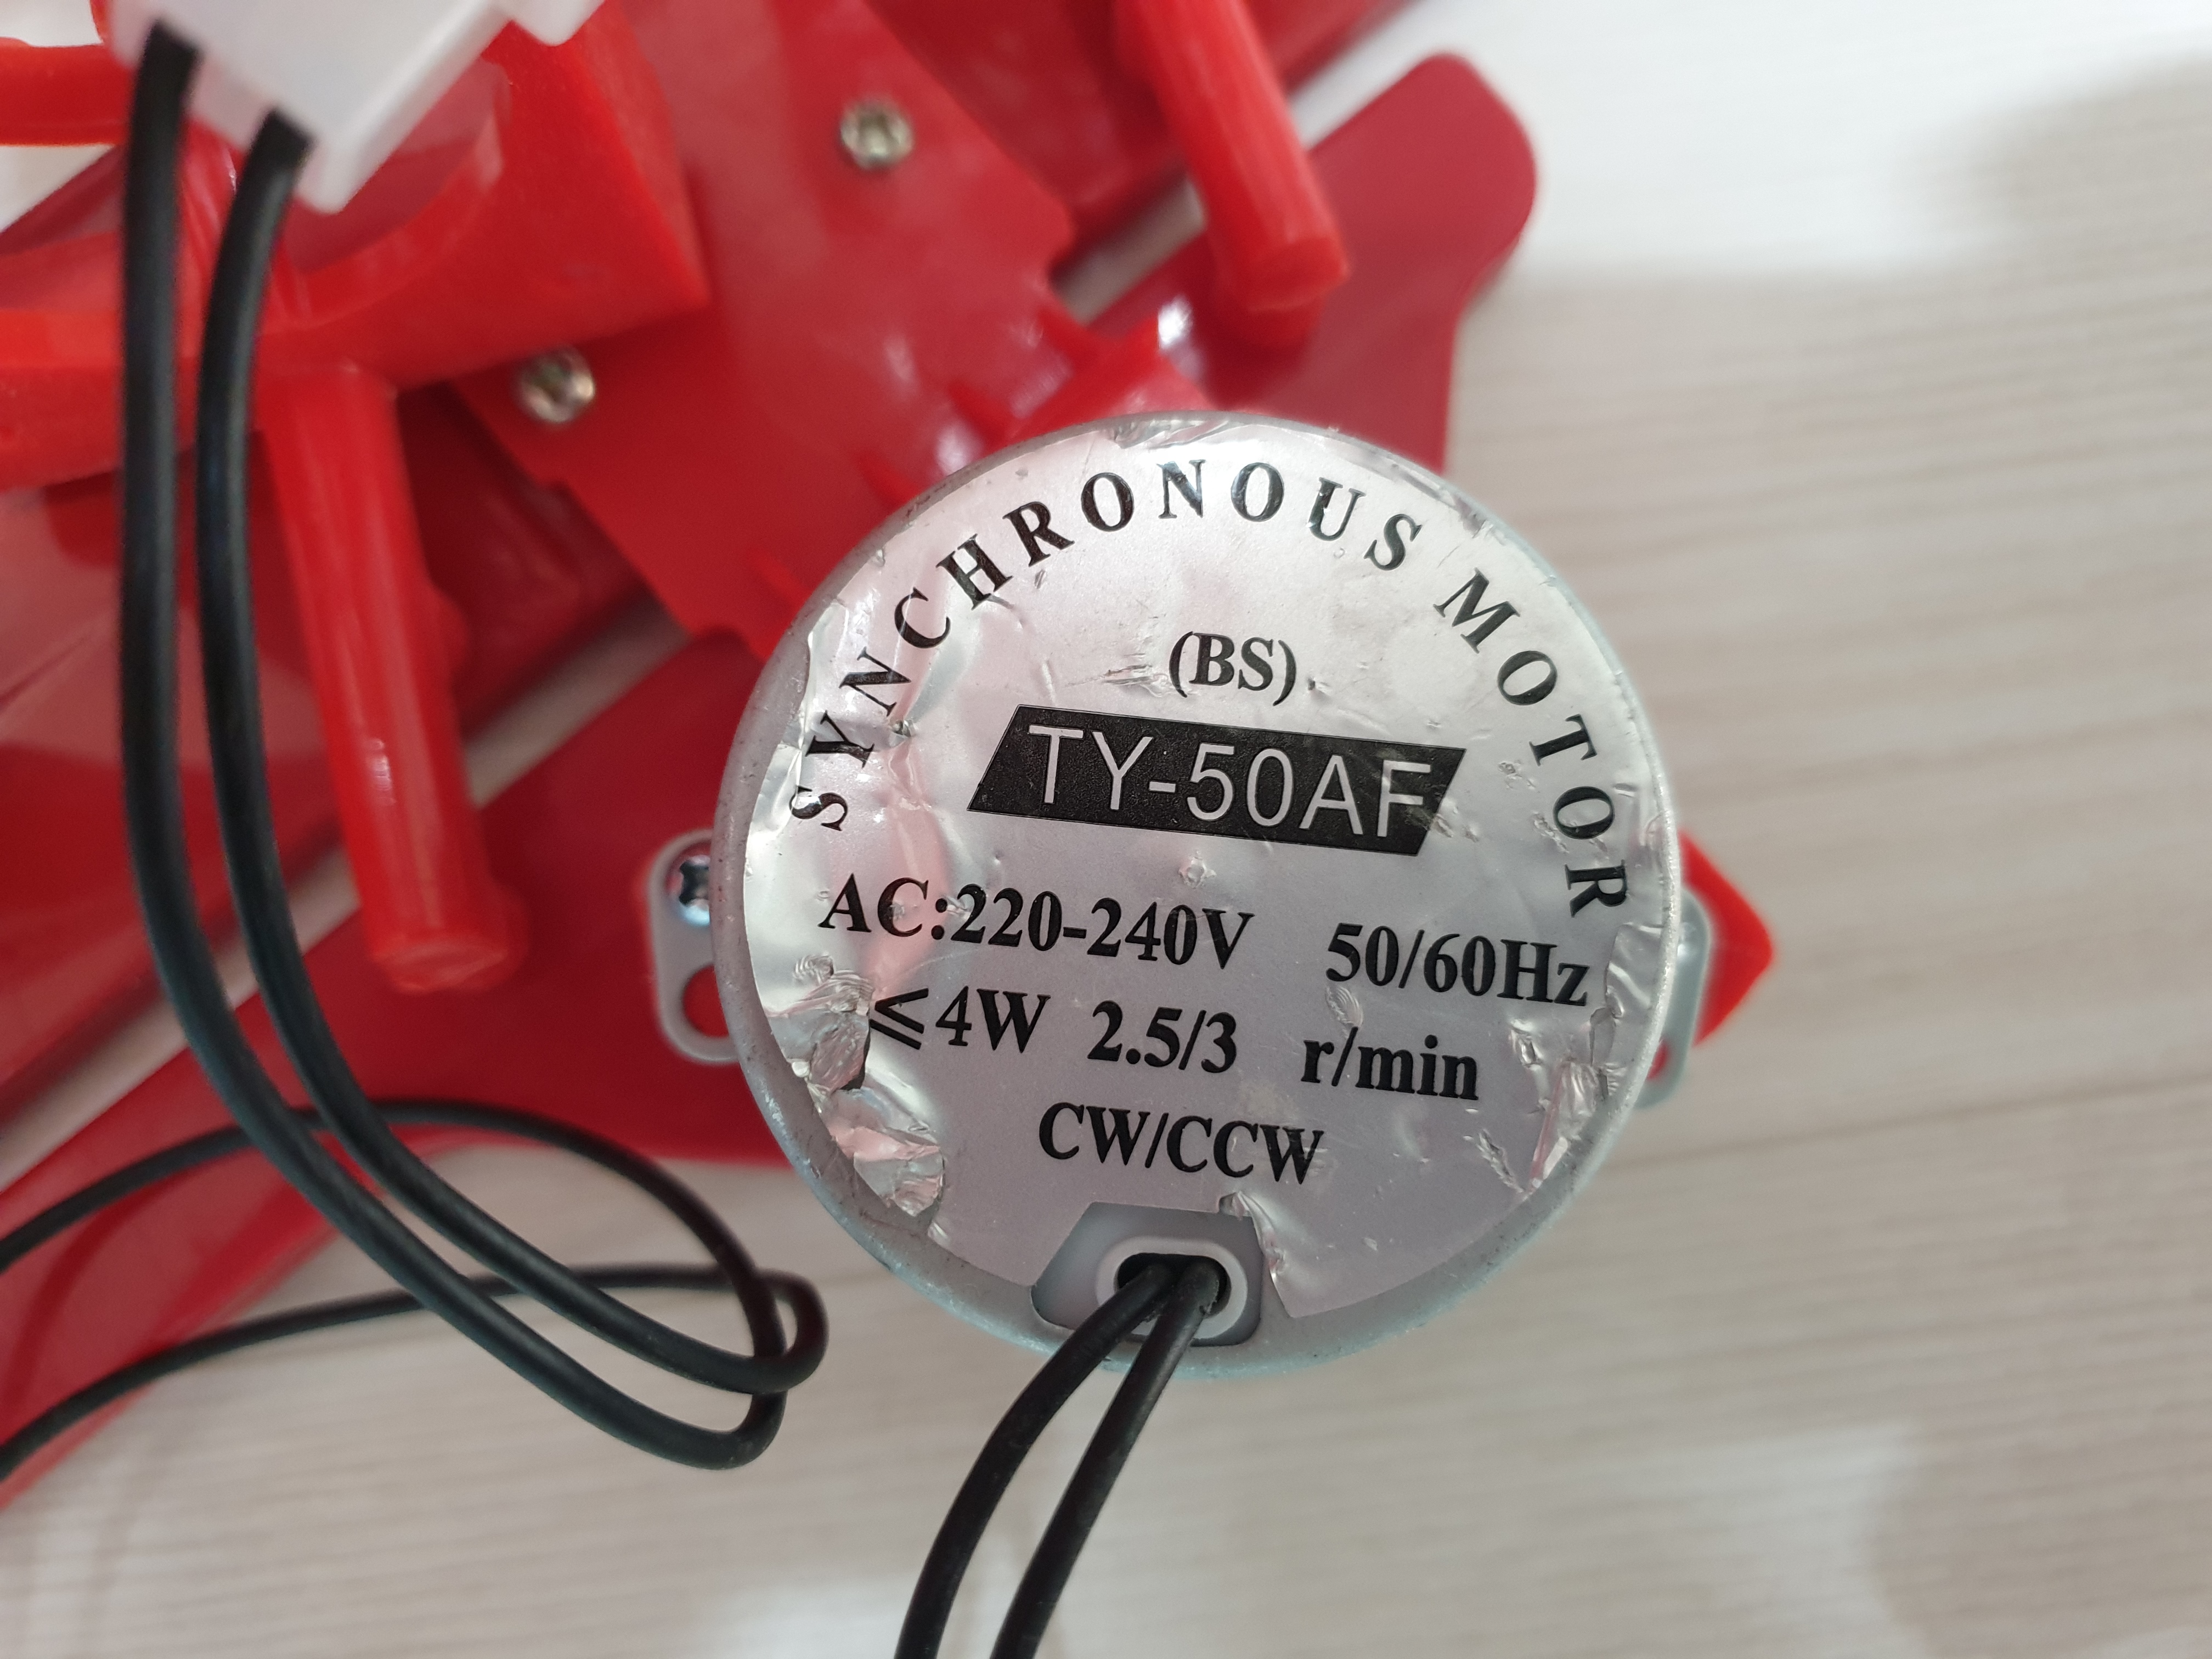 SYNCHRONOUS MOTOR
(BS)
TY-50AF
AC:220-240V 50/60Hz
≤4W 2.5/3 r/min
CW/CCW